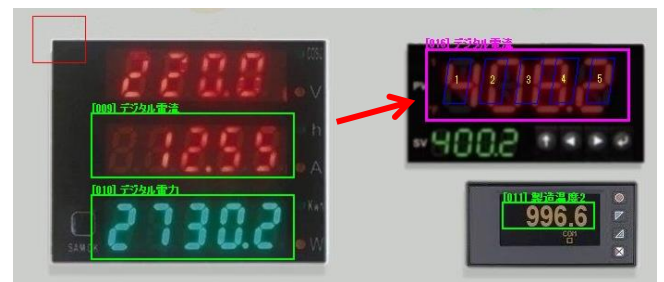 COSφ
220.0
V
[009] デジタル電流
h
12.55
A
[010] デジタル電力
2730.2
W
[016] デジタル電流
1 2 3 4 5
PV
400.2
SV 400.2
[011] 製造温度2
996.6
COM